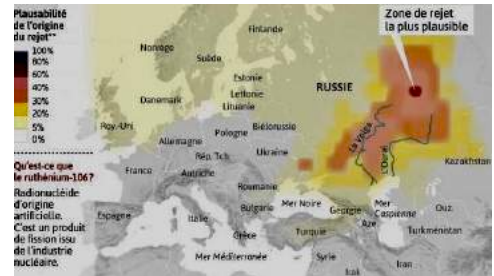 Plausabilité
de l'origine
du rejet**
100%
80%
60%
40%
30%
20%
5%
0%
Qu'est-ce que
le ruthénium-106?
Radionucléide
d'origine
artificielle.
C'est un produit
de fission issu
de l'industrie
nucléaire.
Zone de rejet
la plus plausible
Finlande
Norvège
Suède
Estonie
Lettonie
Lituanie
RUSSIE
Danemark
Roy.-Uni
Pologne
Biélorussie
Allemagne
La Volga
Rép. Tch.
Ukraine
L'Oural
Kazakhstan
France
Autriche
Roumanie
Espagne
Italie
Bulgarie
Mer Noire
Géorgie
Mer
Caspienne
Ouz.
Grèce
Turquie
Aze
Turkménistan
Mer Méditerranée
Syrie
Irak
Iran